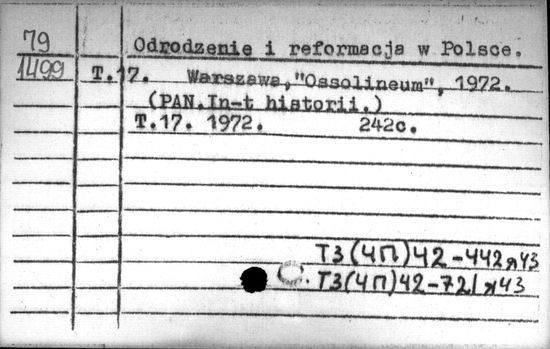 79
1499
Odrodzenie i reformacja w Polsce.
T.17. Warszawa,"Ossolineum", 1972.
(PAN.In-t historii.)
T.17. 1972. 242c.
Т3(4П)42-442я43
Т3(4П)42-721я43